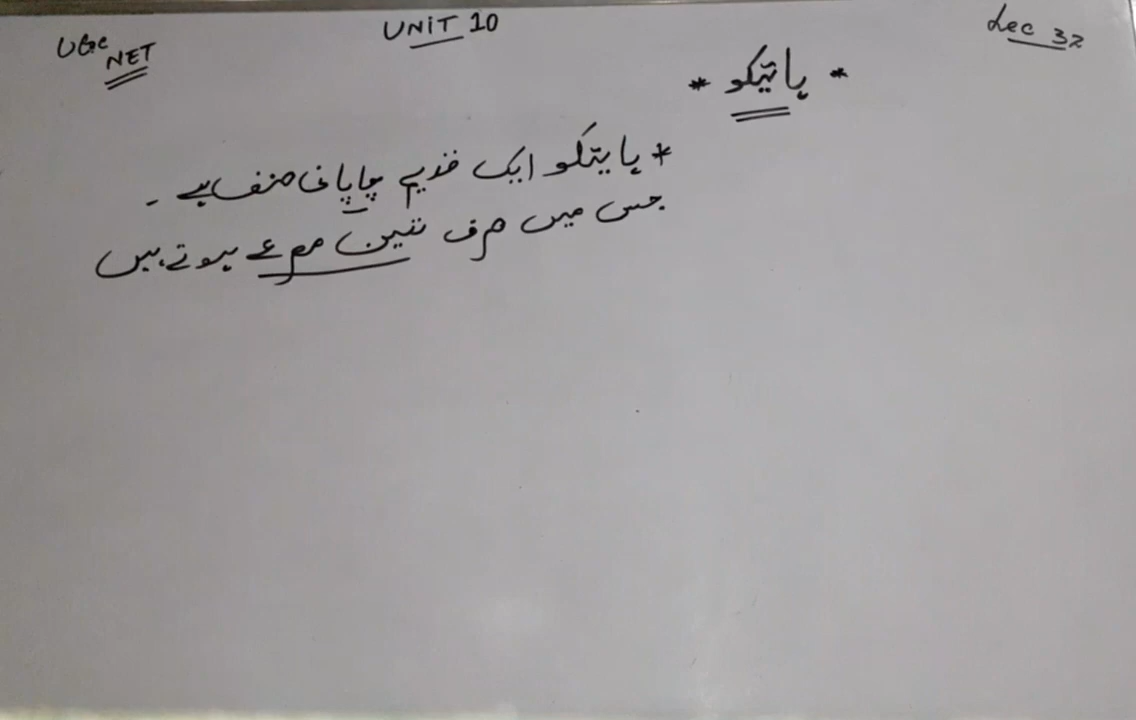 UGC NET
UNIT 10
Lec 32
* ہائیکو *
* ہائیکو ایک قدیم جاپانی صنف ہے ۔
جس میں صرف تین مصرعے ہوتے ہیں